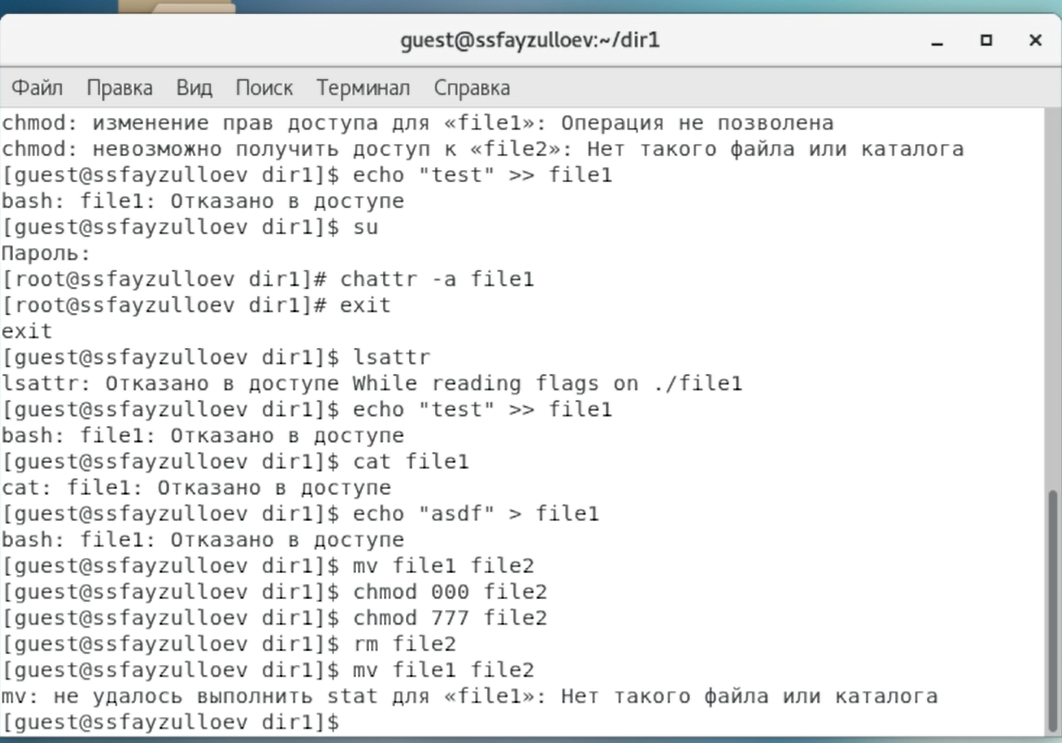 guest@ssfayzulloev:~/dir1
Файл Правка Вид Поиск Терминал Справка
chmod: изменение прав доступа для «file1»: Операция не позволена
chmod: невозможно получить доступ к «file2»: Нет такого файла или каталога
[guest@ssfayzulloev dir1]$ echo "test" >> file1
bash: file1: Отказано в доступе
[guest@ssfayzulloev dir1]$ su
Пароль:
[root@ssfayzulloev dir1]# chattr -a file1
[root@ssfayzulloev dir1]# exit
exit
[guest@ssfayzulloev dir1]$ lsattr
lsattr: Отказано в доступе While reading flags on ./file1
[guest@ssfayzulloev dir1]$ echo "test" >> file1
bash: file1: Отказано в доступе
[guest@ssfayzulloev dir1]$ cat file1
cat: file1: Отказано в доступе
[guest@ssfayzulloev dir1]$ echo "asdf" > file1
bash: file1: Отказано в доступе
[guest@ssfayzulloev dir1]$ mv file1 file2
[guest@ssfayzulloev dir1]$ chmod 000 file2
[guest@ssfayzulloev dir1]$ chmod 777 file2
[guest@ssfayzulloev dir1]$ rm file2
[guest@ssfayzulloev dir1]$ mv file1 file2
mv: не удалось выполнить stat для «file1»: Нет такого файла или каталога
[guest@ssfayzulloev dir1]$